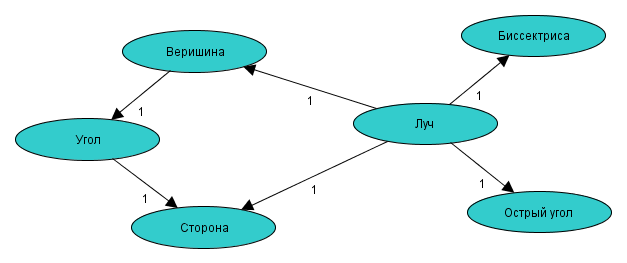 Биссектриса
Веришина
1
1
1
Луч
Угол
1
1
1
Острый угол
Сторона